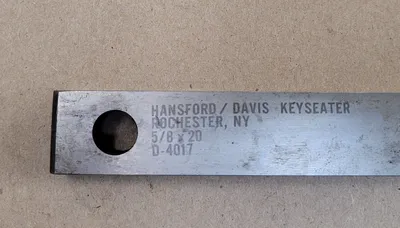 HANSFORD/DAVIS KEYSEATER
ROCHESTER, NY
5/8 x 20
D-4017